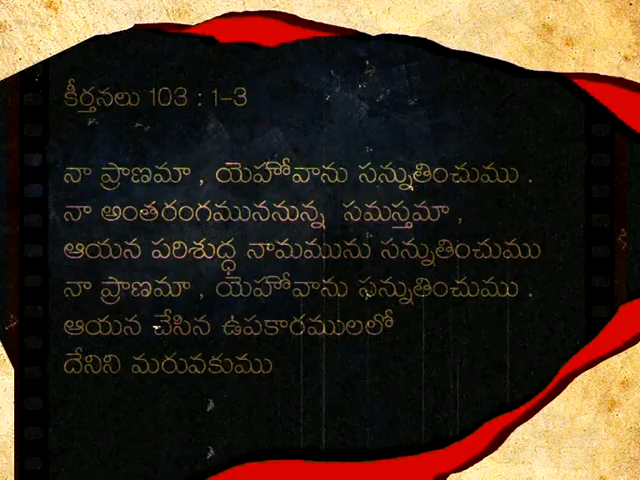 కీర్తనలు 103 : 1-3
నా ప్రాణమా , యెహోవాను సన్నుతించుము .
నా అంతరంగముననున్న సమస్తమా ,
ఆయన పరిశుద్ధ నామమును సన్నుతించుము
నా ప్రాణమా , యెహోవాను సన్నుతించుము .
ఆయన చేసిన ఉపకారములలో
దేనిని మరువకుము